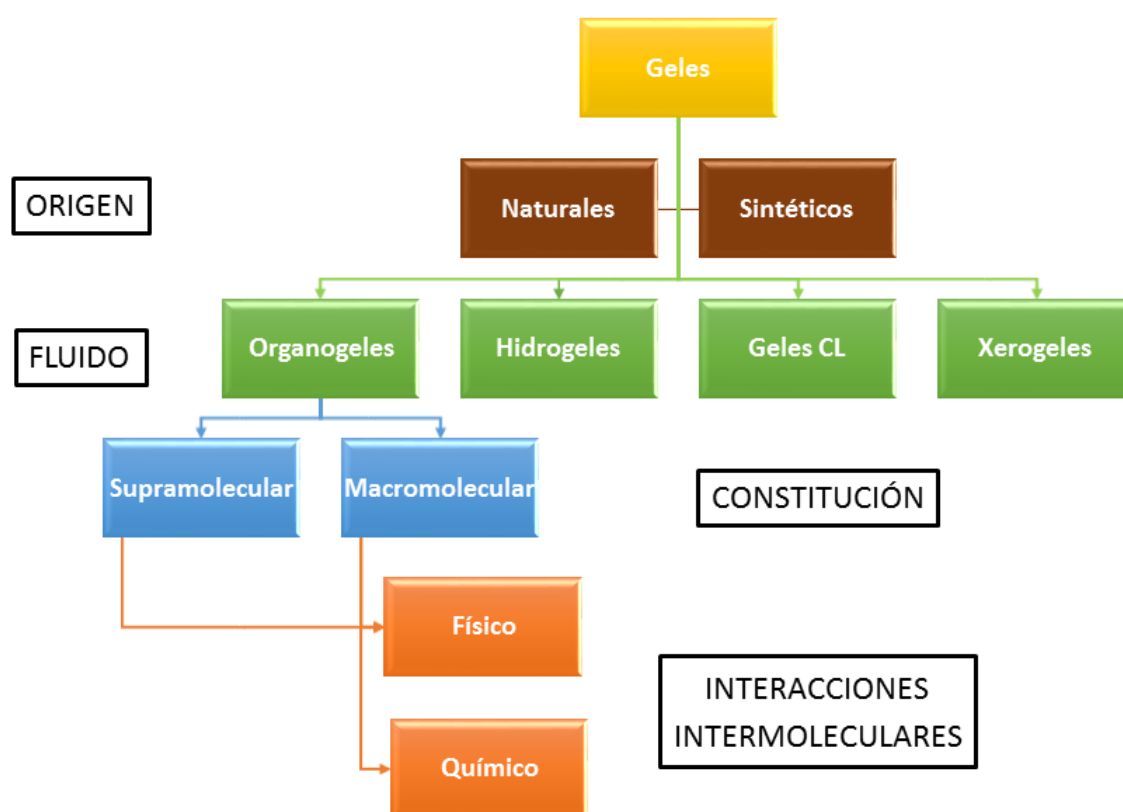 Geles
ORIGEN
Naturales
Sintéticos
FLUIDO
Organogeles
Hidrogeles
Geles CL
Xerogeles
Supramolecular
Macromolecular
CONSTITUCIÓN
Físico
INTERACCIONES
INTERMOLECULARES
Químico